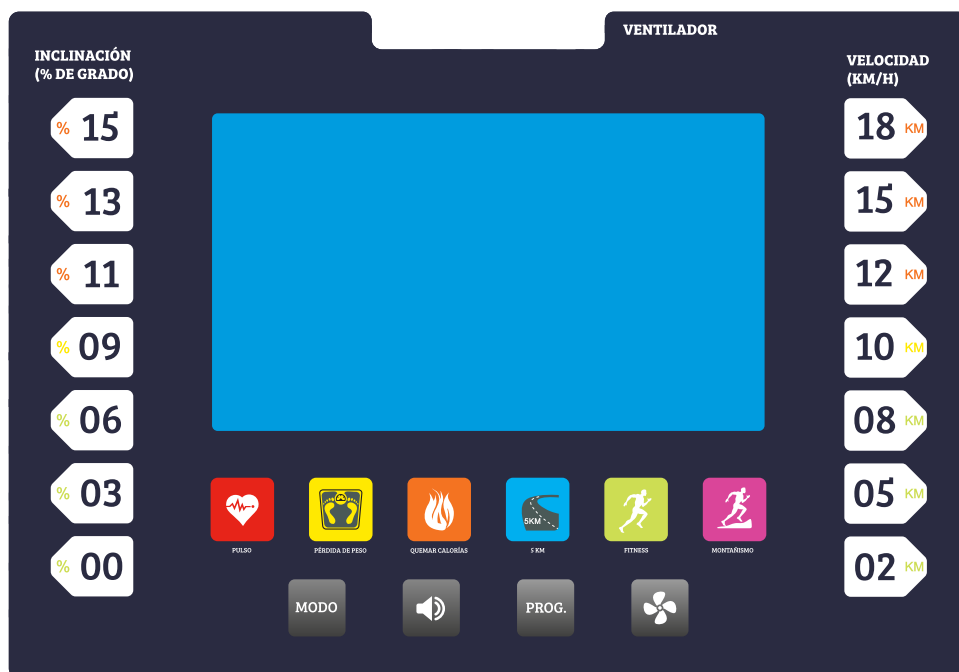 VENTILADOR
INCLINACIÓN
(% DE GRADO)
% 15
% 13
% 11
% 09
% 06
% 03
% 00
VELOCIDAD
(KM/H)
18 KM
15 KM
12 KM
10 KM
08 KM
05 KM
02 KM
5KM
PULSO
PÉRDIDA DE PESO
QUEMAR CALORÍAS
5 KM
FITNESS
MONTAÑISMO
MODO
PROG.